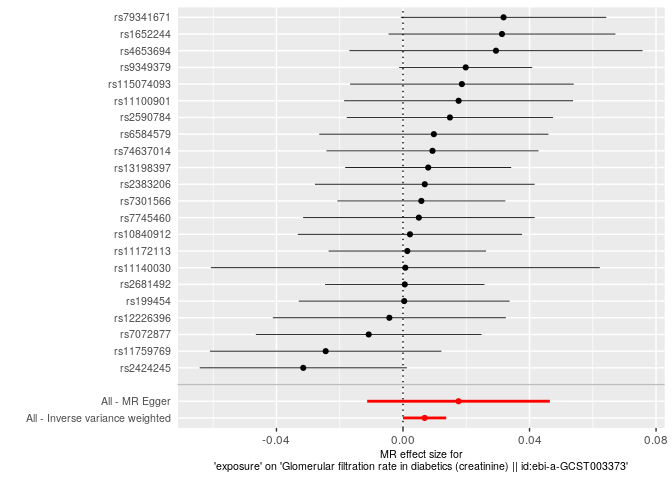 rs79341671
rs1652244
rs4653694
rs9349379
rs115074093
rs11100901
rs2590784
rs6584579
rs74637014
rs13198397
rs2383206
rs7301566
rs7745460
rs10840912
rs11172113
rs11140030
rs2681492
rs199454
rs12226396
rs7072877
rs11759769
rs2424245
All - MR Egger
All - Inverse variance weighted
-0.04 0.00 0.04 0.08
MR effect size for
'exposure' on 'Glomerular filtration rate in diabetics (creatinine) || id:ebi-a-GCST003373'